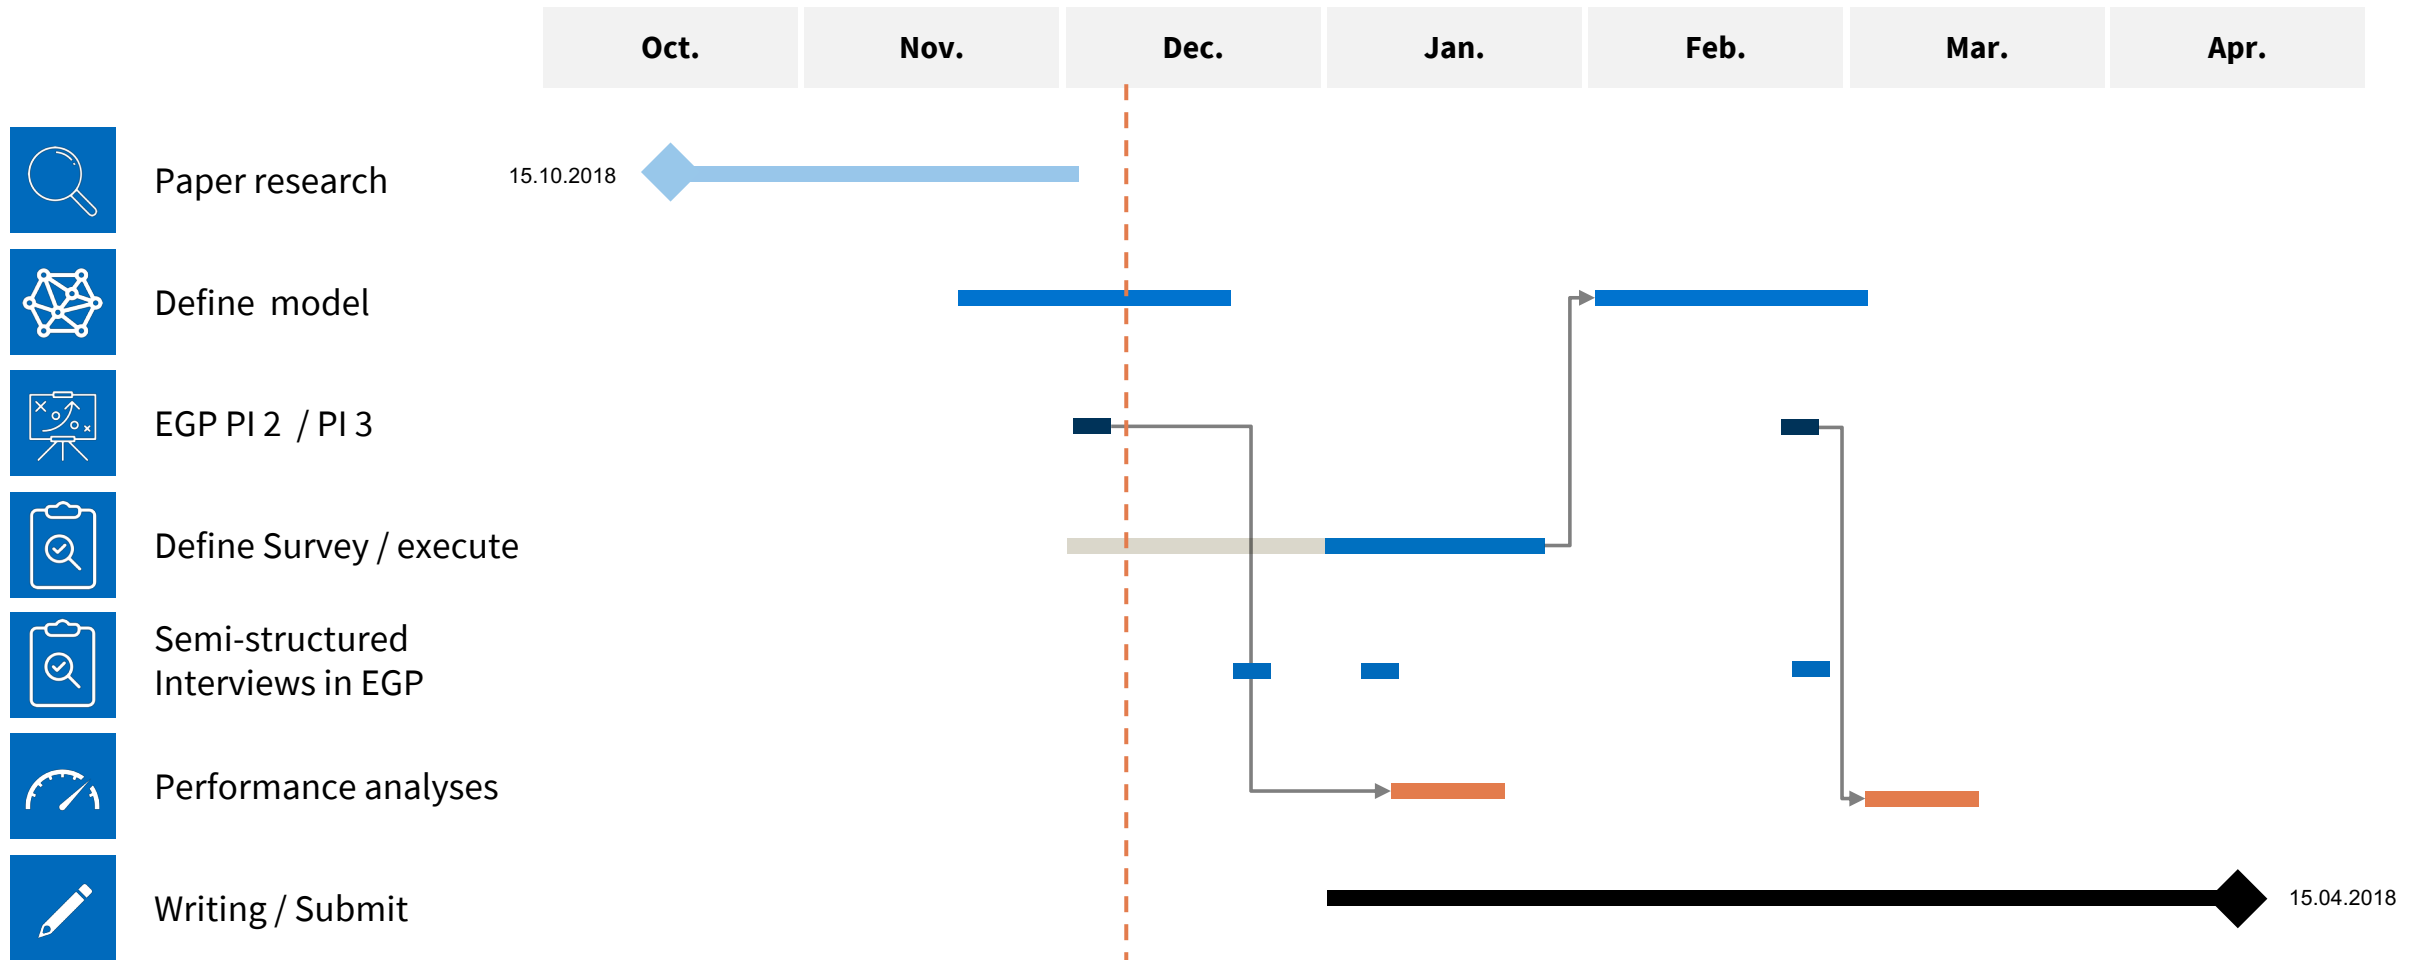 Oct. Nov. Dec. Jan. Feb. Mar. Apr.
Paper research 15.10.2018
Define  model
EGP PI 2  / PI 3
Define Survey / execute
Semi-structured
Interviews in EGP
Performance analyses
Writing / Submit 15.04.2018